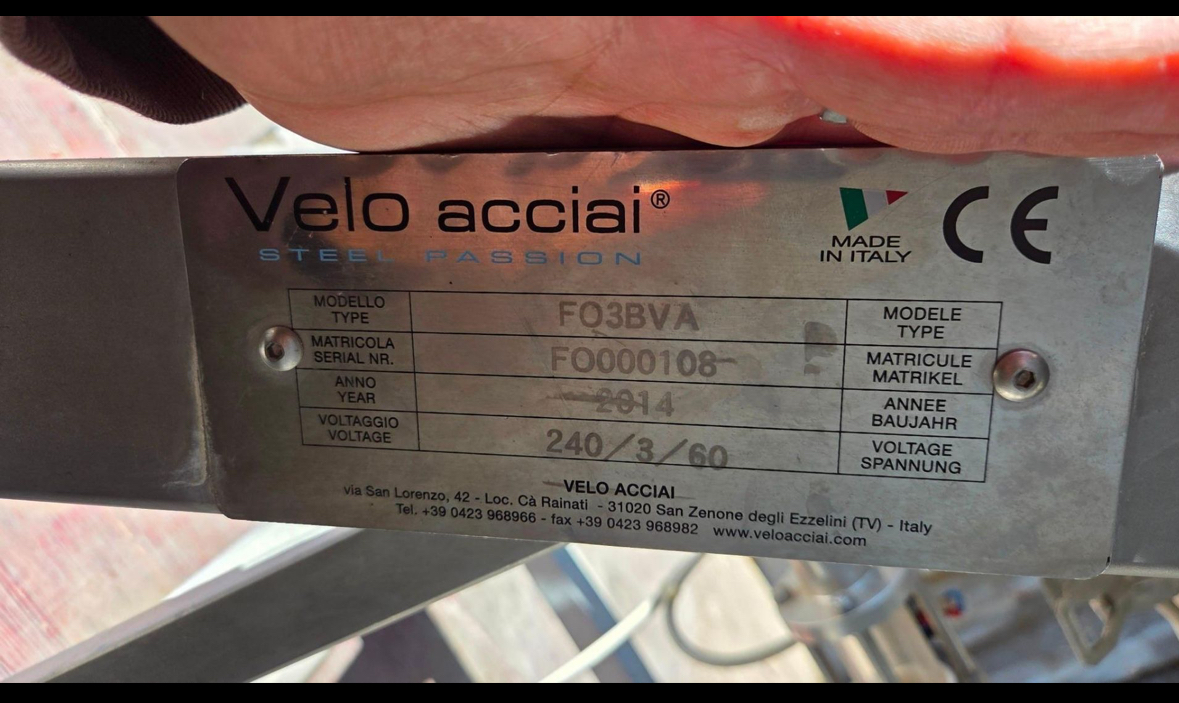 Velo acciai®
STEEL PASSION
MADE
IN ITALY
CE
MODELLO
TYPE
FO3BVA
MODELE
TYPE
MATRICOLA
SERIAL NR.
FO000108
MATRICULE
MATRIKEL
ANNO
YEAR
2014
ANNEE
BAUJAHR
VOLTAGGIO
VOLTAGE
240/3/60
VOLTAGE
SPANNUNG
VELO ACCIAI
via San Lorenzo, 42 - Loc. Cà Rainati - 31020 San Zenone degli Ezzelini (TV) - Italy
Tel. +39 0423 968966 - fax +39 0423 968982 www.veloacciai.com